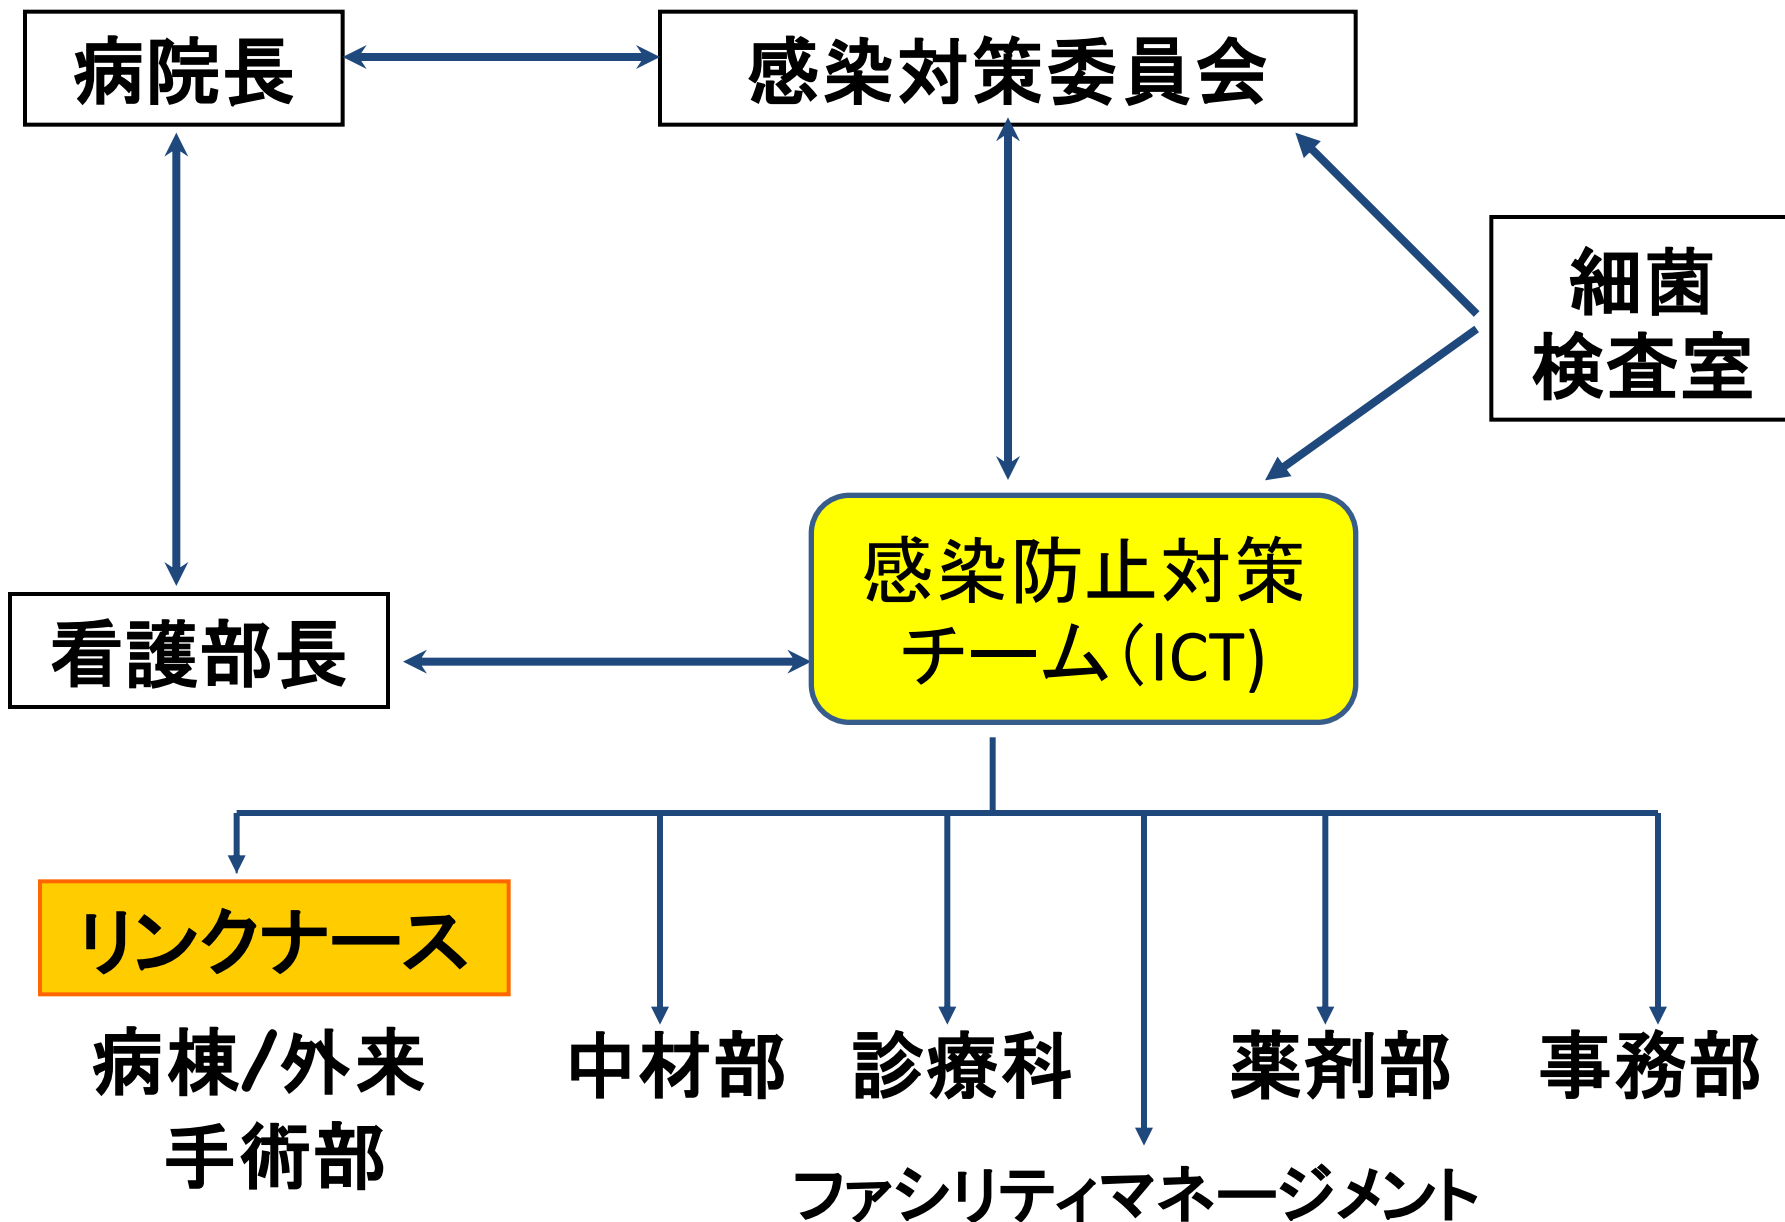 病院長
感染対策委員会
細菌
検査室
感染防止対策
チーム（ICT)
看護部長
リンクナース
病棟/外来
手術部
中材部
診療科
薬剤部
事務部
ファシリティマネージメント